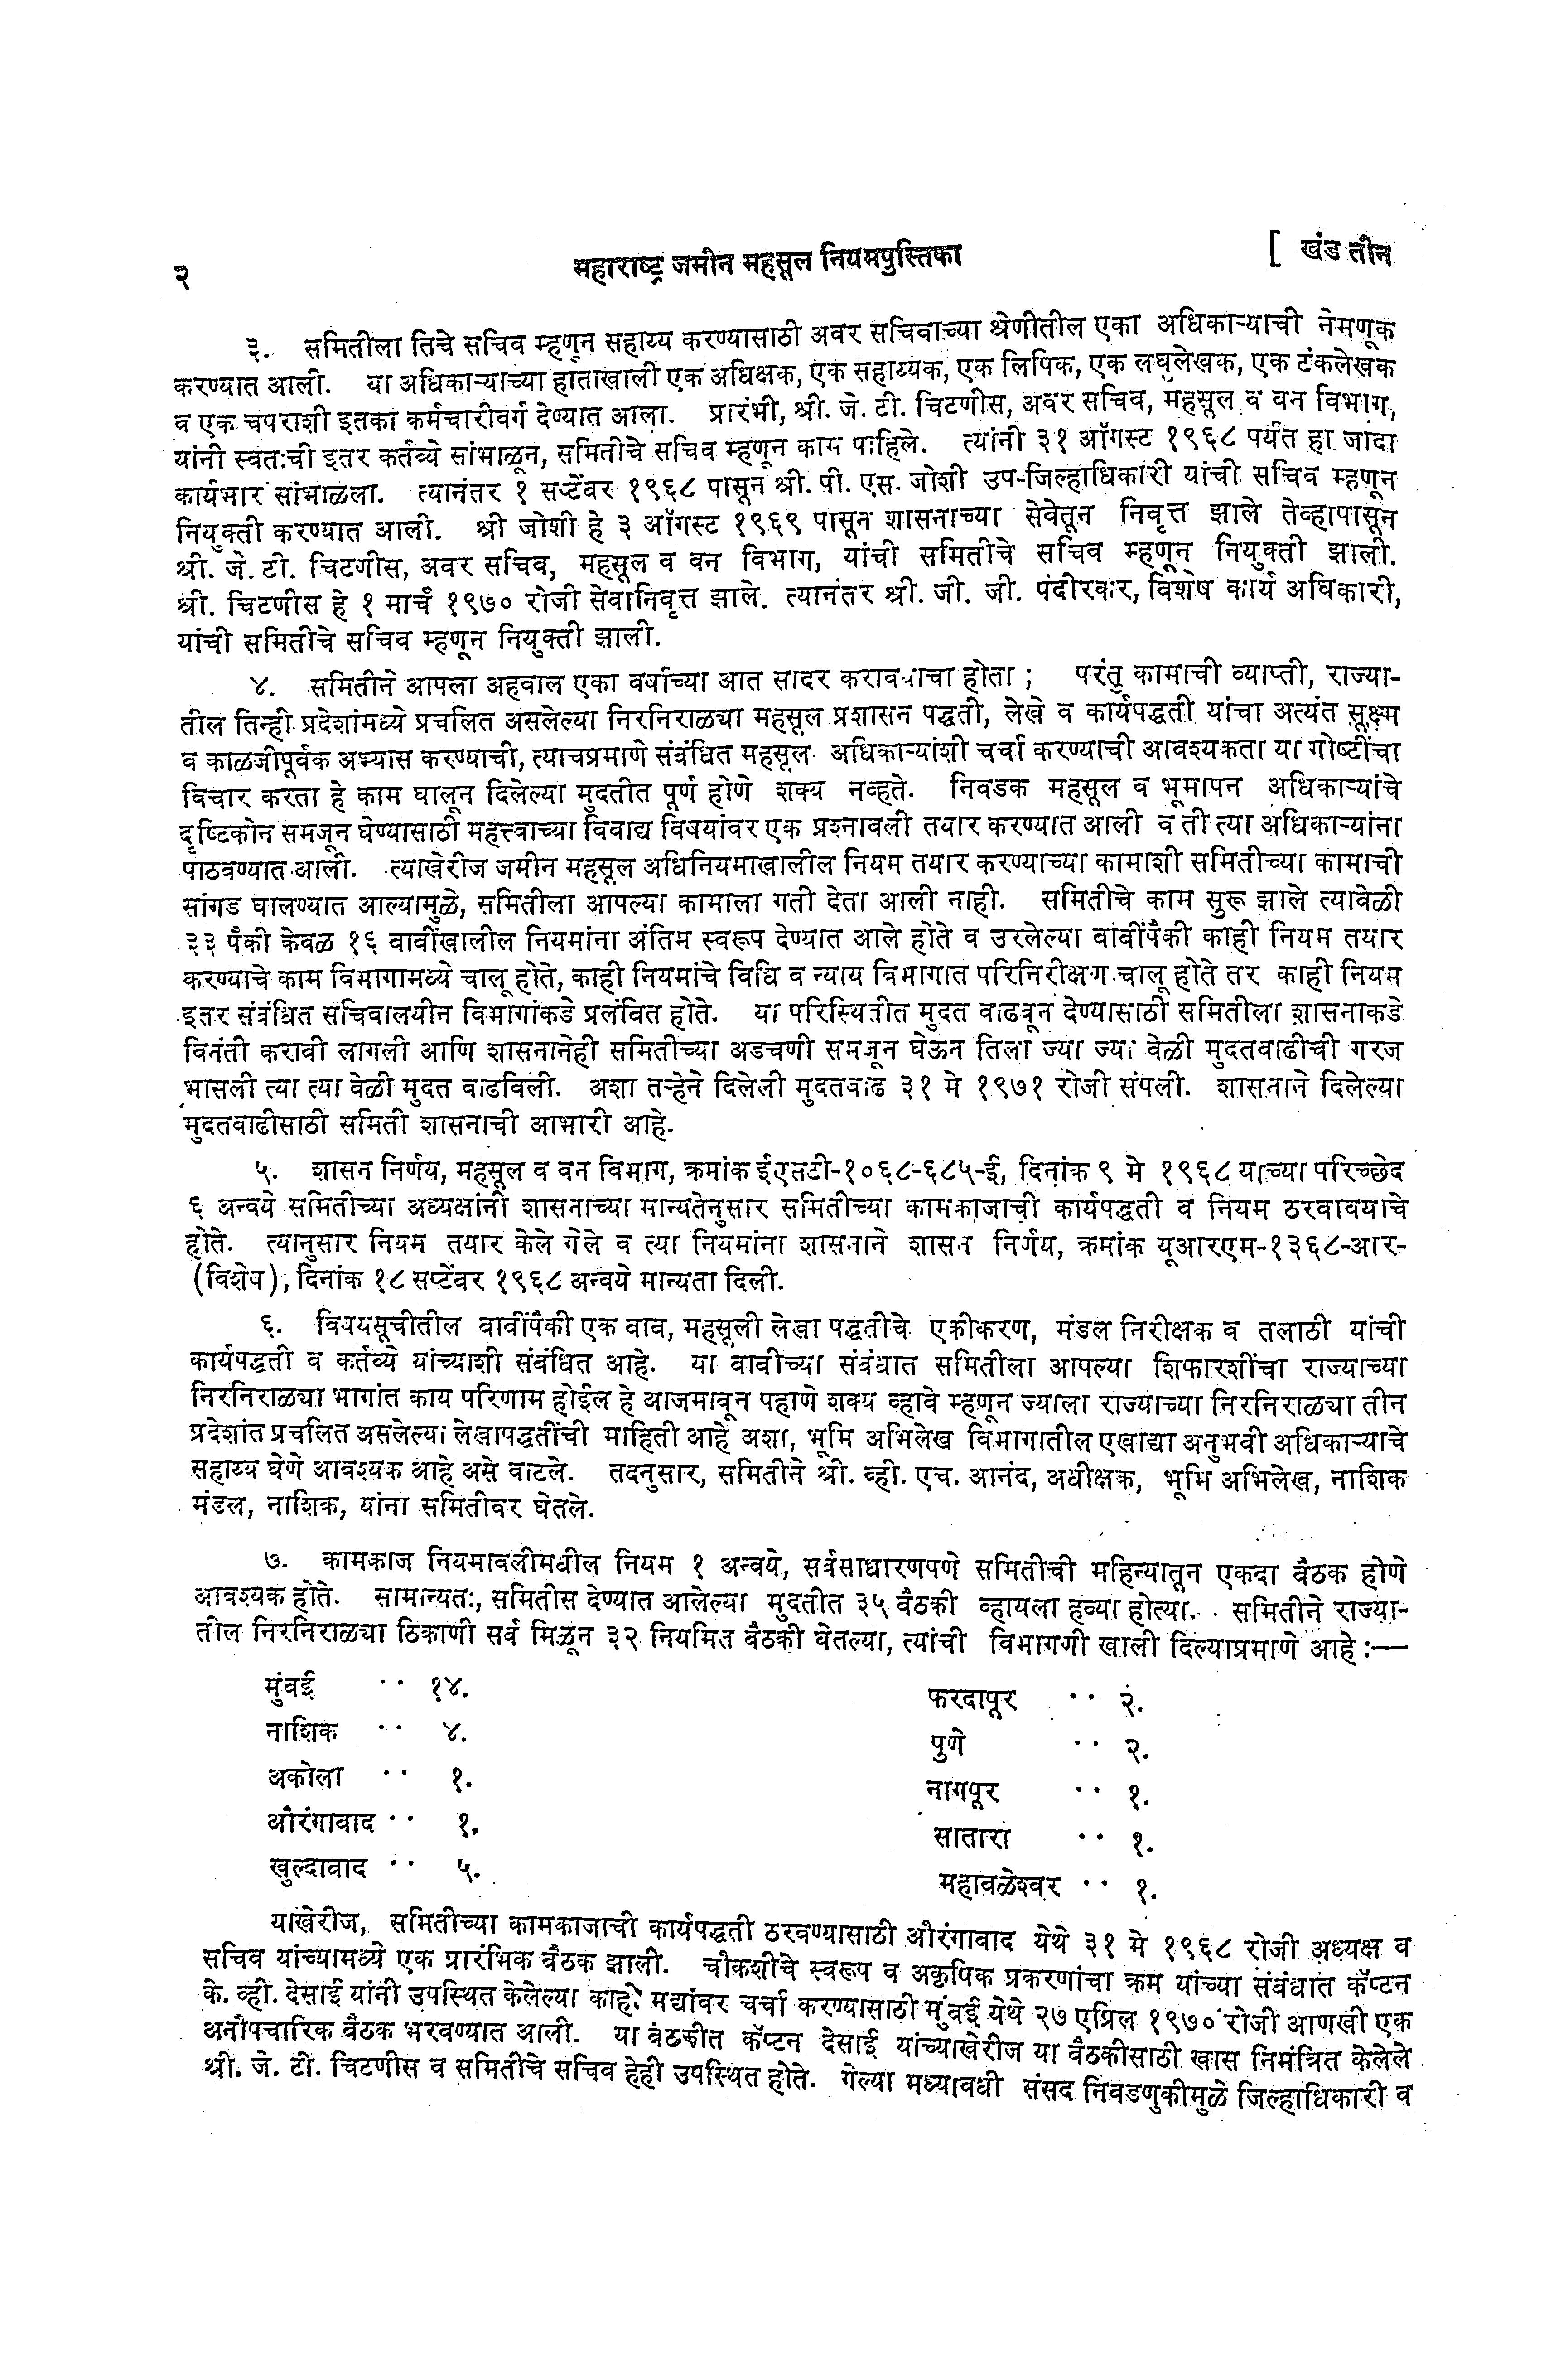 २ महाराष्ट्र जमीन महसूल नियमपुस्तिका [ खंड तीन
३. समितीला तिचे सचिव म्हणून सहाय्य करण्यासाठी अवर सचिवाच्या श्रेणीतील एका अधिकाऱ्याची नेमणूक
करण्यात आली. या अधिकाऱ्याच्या हाताखाली एक अधिक्षक, एक सहाय्यक, एक लिपिक, एक लघुलेखक, एक टंकलेखक
व एक चपराशी इतका कर्मचारीवर्ग देण्यात आला. प्रारंभी, श्री. जे. टी. चिटणीस, अवर सचिव, महसूल व वन विभाग,
यांनी स्वतःची इतर कर्तव्ये सांभाळून, समितीचे सचिव म्हणून काम पाहिले. त्यांनी ३१ ऑगस्ट १९६८ पर्यंत हा जादा
कार्यभार सांभाळला. त्यानंतर १ सप्टेंबर १९६८ पासून श्री. पी. एस. जोशी उप-जिल्हाधिकारी यांची सचिव म्हणून
नियुक्ती करण्यात आली. श्री जोशी हे ३ ऑगस्ट १९६९ पासून शासनाच्या सेवेतून निवृत्त झाले तेव्हापासून
श्री. जे. टी. चिटणीस, अवर सचिव, महसूल व वन विभाग, यांची समितीचे सचिव म्हणून नियुक्ती झाली.
श्री. चिटणीस हे १ मार्च १९७० रोजी सेवानिवृत्त झाले. त्यानंतर श्री. जी. जी. पंदीरकर, विशेष कार्य अधिकारी,
यांची समितीचे सचिव म्हणून नियुक्ती झाली.
४. समितीने आपला अहवाल एका वर्षाच्या आत सादर करावयाचा होता ; परंतु कामाची व्याप्ती, राज्या-
तील तिन्ही प्रदेशांमध्ये प्रचलित असलेल्या निरनिराळ्या महसूल प्रशासन पद्धती, लेखे व कार्यपद्धती यांचा अत्यंत सूक्ष्म
व काळजीपूर्वक अभ्यास करण्याची, त्याचप्रमाणे संबंधित महसूल अधिकाऱ्यांशी चर्चा करण्याची आवश्यकता या गोष्टींचा
विचार करता हे काम घालून दिलेल्या मुदतीत पूर्ण होणे शक्य नव्हते. निवडक महसूल व भूमापन अधिकाऱ्यांचे
दृष्टिकोन समजून घेण्यासाठी महत्त्वाच्या विवाद्य विषयांवर एक प्रश्नावली तयार करण्यात आली व ती त्या अधिकाऱ्यांना
पाठवण्यात आली. त्याखेरीज जमीन महसूल अधिनियमाखालील नियम तयार करण्याच्या कामाशी समितीच्या कामाची
सांगड घालण्यात आल्यामुळे, समितीला आपल्या कामाला गती देता आली नाही. समितीचे काम सुरू झाले त्यावेळी
३३ पैकी केवळ १६ बाबींखालील नियमांना अंतिम स्वरूप देण्यात आले होते व उरलेल्या बाबींपैकी काही नियम तयार
करण्याचे काम विभागामध्ये चालू होते, काही नियमांचे विधि व न्याय विभागात परिनिरीक्षण चालू होते तर काही नियम
इतर संबंधित सचिवालयीन विभागांकडे प्रलंबित होते. या परिस्थितीत मुदत वाढवून देण्यासाठी समितीला शासनाकडे
विनंती करावी लागली आणि शासनानेही समितीच्या अडचणी समजून घेऊन तिला ज्या ज्या वेळी मुदतवाढीची गरज
भासली त्या त्या वेळी मुदत वाढविली. अशा तऱ्हेने दिलेली मुदतवाढ ३१ मे १९७१ रोजी संपली. शासनाने दिलेल्या
मुदतवाढीसाठी समिती शासनाची आभारी आहे.
५. शासन निर्णय, महसूल व वन विभाग, क्रमांक ईएसटी-१०६८-६८५-ई, दिनांक ९ मे १९६८ याच्या परिच्छेद
६ अन्वये समितीच्या अध्यक्षांनी शासनाच्या मान्यतेनुसार समितीच्या कामकाजाची कार्यपद्धती व नियम ठरवावयाचे
होते. त्यानुसार नियम तयार केले गेले व त्या नियमांना शासनाने शासन निर्णय, क्रमांक यूआरएम-१३६८-आर-
(विशेष), दिनांक १८ सप्टेंबर १९६८ अन्वये मान्यता दिली.
६. विषयसूचीतील बाबींपैकी एक बाब, महसूली लेखा पद्धतीचे एकीकरण, मंडल निरीक्षक व तलाठी यांची
कार्यपद्धती व कर्तव्ये यांच्याशी संबंधित आहे. या बाबीच्या संबंधात समितीला आपल्या शिफारशींचा राज्याच्या
निरनिराळ्या भागांत काय परिणाम होईल हे आजमावून पहाणे शक्य व्हावे म्हणून ज्याला राज्याच्या निरनिराळ्या तीन
प्रदेशांत प्रचलित असलेल्या लेखापद्धतींची माहिती आहे अशा, भूमि अभिलेख विभागातील एखाद्या अनुभवी अधिकाऱ्याचे
सहाय्य घेणे आवश्यक आहे असे वाटले. तदनुसार, समितीने श्री. व्ही. एच. आनंद, अधीक्षक, भूमि अभिलेख, नाशिक
मंडल, नाशिक, यांना समितीवर घेतले.
७. कामकाज नियमावलीमधील नियम १ अन्वये, सर्वसाधारणपणे समितीची महिन्यातून एकदा बैठक होणे
आवश्यक होते. सामान्यतः, समितीस देण्यात आलेल्या मुदतीत ३५ बैठकी व्हायला हव्या होत्या. समितीने राज्या-
तील निरनिराळ्या ठिकाणी सर्व मिळून ३२ नियमित बैठकी घेतल्या, त्यांची विभागणी खाली दिल्याप्रमाणे आहे :—
मुंबई .. १४.
नाशिक .. ४.
अकोला .. १.
औरंगाबाद .. १.
खुल्दाबाद .. ५.
फरदापूर .. २.
पुणे .. २.
नागपूर .. १.
सातारा .. १.
महाबळेश्वर .. १.
याखेरीज, समितीच्या कामकाजाची कार्यपद्धती ठरवण्यासाठी औरंगाबाद येथे ३१ मे १९६८ रोजी अध्यक्ष व
सचिव यांच्यामध्ये एक प्रारंभिक बैठक झाली. चौकशीचे स्वरूप व अकृषिक प्रकरणांचा क्रम यांच्या संबंधात कॅप्टन
के. व्ही. देसाई यांनी उपस्थित केलेल्या काही मुद्यांवर चर्चा करण्यासाठी मुंबई येथे २७ एप्रिल १९७० रोजी आणखी एक
अनौपचारिक बैठक भरवण्यात आली. या बैठकीत कॅप्टन देसाई यांच्याखेरीज या बैठकीसाठी खास निमंत्रित केलेले
श्री. जे. टी. चिटणीस व समितीचे सचिव हेही उपस्थित होते. गेल्या मध्यावधी संसद निवडणुकीमुळे जिल्हाधिकारी व